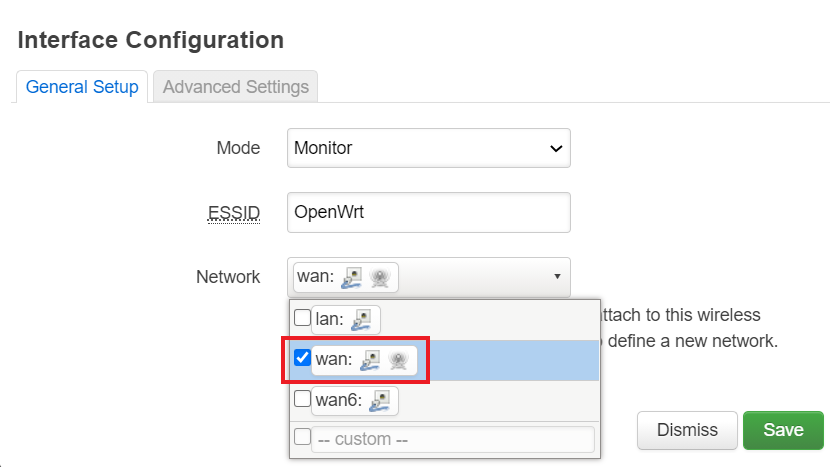 Interface Configuration
General Setup
Advanced Settings
Mode
Monitor
ESSID
OpenWrt
Network
wan:
lan:
ttach to this wireless
wan:
define a new network.
wan6:
-- custom --
Dismiss
Save